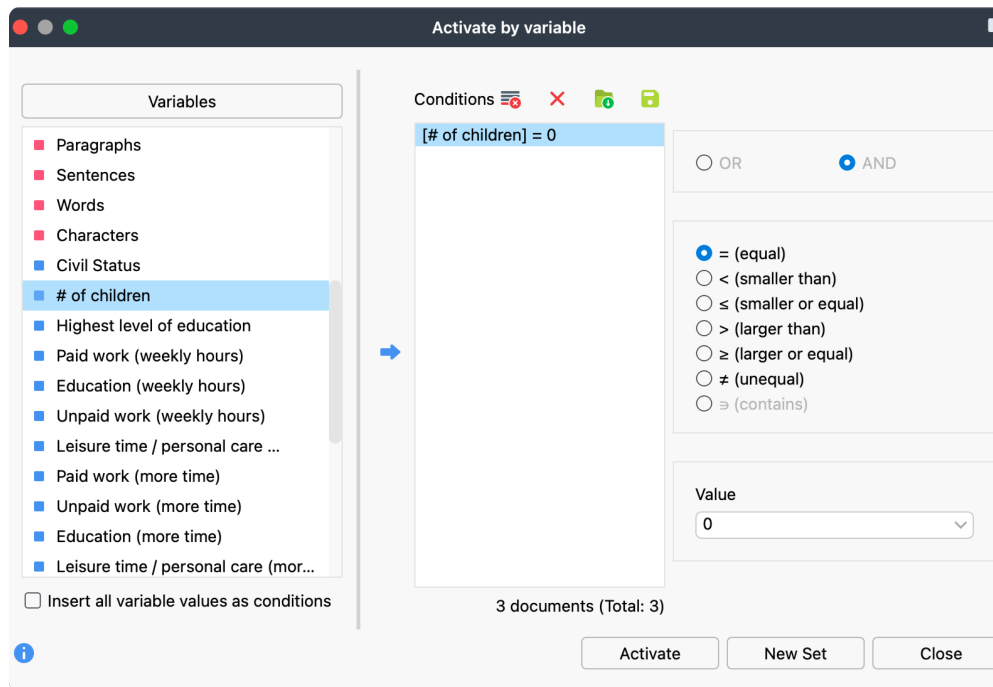 Activate by variable
Variables
Paragraphs
Sentences
Words
Characters
Civil Status
# of children
Highest level of education
Paid work (weekly hours)
Education (weekly hours)
Unpaid work (weekly hours)
Leisure time / personal care ...
Paid work (more time)
Unpaid work (more time)
Education (more time)
Leisure time / personal care (mor...
Insert all variable values as conditions
Conditions
[# of children] = 0
3 documents (Total: 3)
OR AND
= (equal)
< (smaller than)
≤ (smaller or equal)
> (larger than)
≥ (larger or equal)
≠ (unequal)
∋ (contains)
Value
0
Activate New Set Close